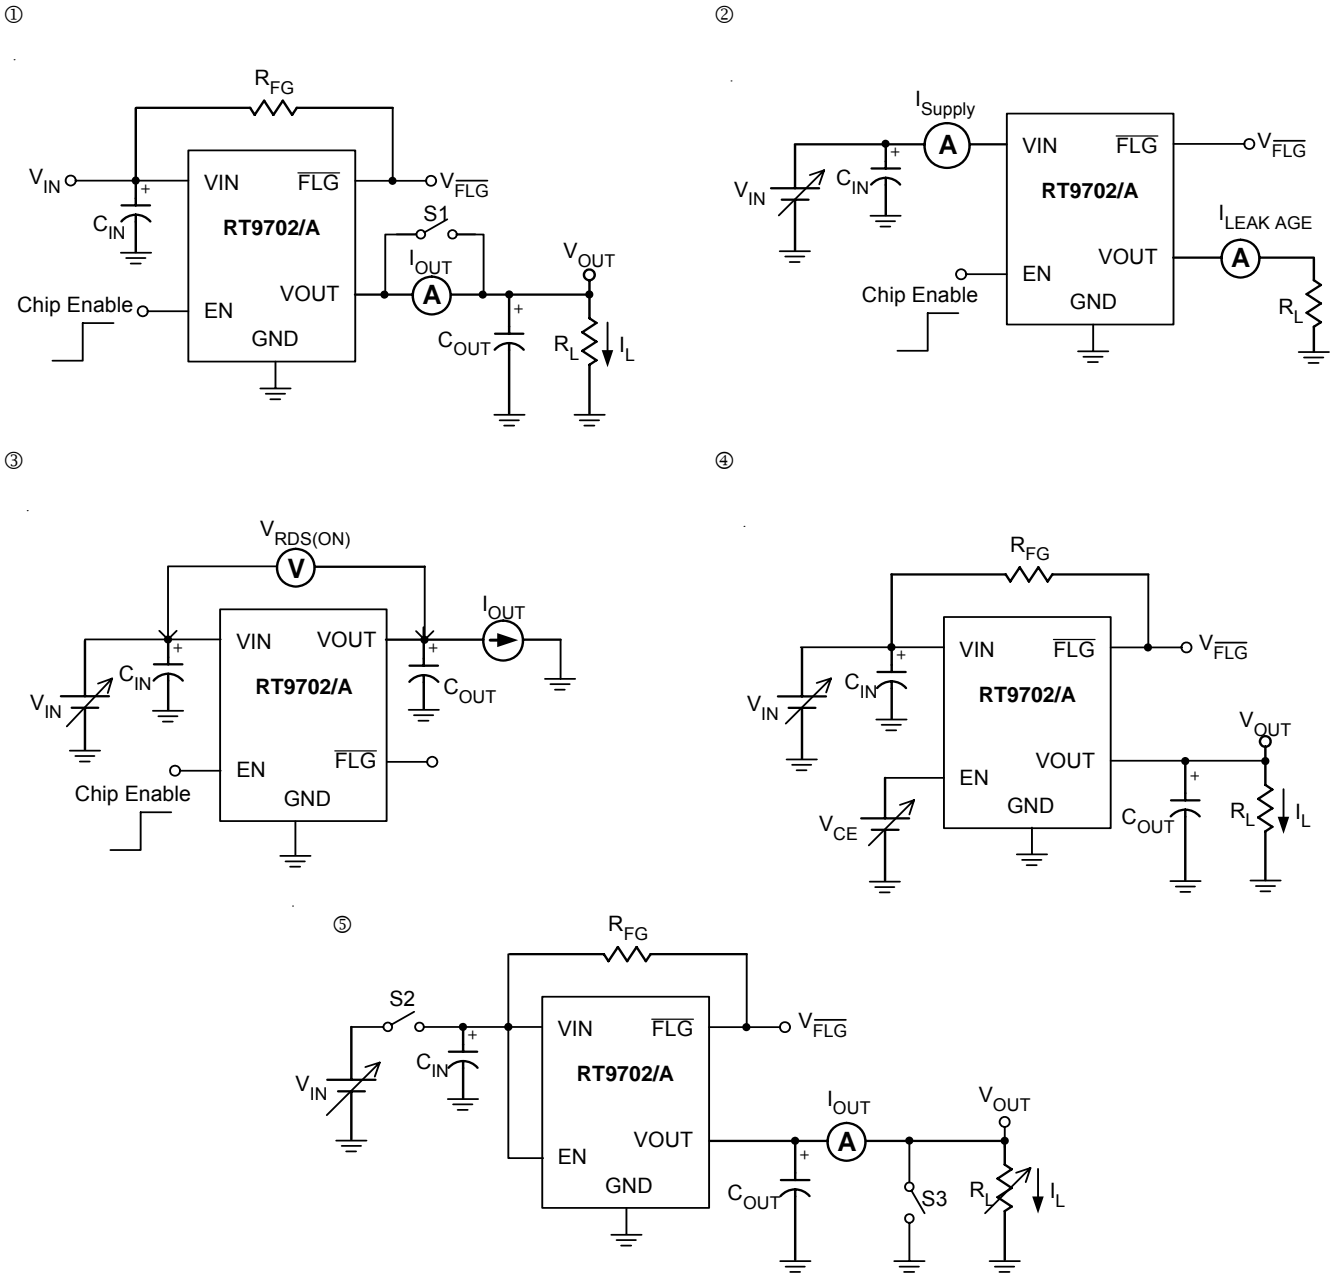 ①
R_FG
V_IN
+
VIN
FLG
V_FLG
C_IN
RT9702/A
S1
I_OUT
V_OUT
VOUT
A
Chip Enable
EN
+
GND
C_OUT
R_L
I_L
②
I_Supply
A
VIN
FLG
V_FLG
+
V_IN
C_IN
RT9702/A
I_LEAK AGE
VOUT
A
EN
Chip Enable
GND
R_L
③
V_RDS(ON)
V
I_OUT
VIN
VOUT
+
+
C_IN
RT9702/A
C_OUT
V_IN
FLG
EN
Chip Enable
GND
④
R_FG
VIN
FLG
V_FLG
+
C_IN
V_IN
RT9702/A
V_OUT
VOUT
EN
+
GND
V_CE
C_OUT
R_L
I_L
⑤
R_FG
S2
VIN
FLG
V_FLG
+
C_IN
RT9702/A
V_IN
I_OUT
V_OUT
VOUT
A
EN
+
GND
C_OUT
S3
R_L
I_L